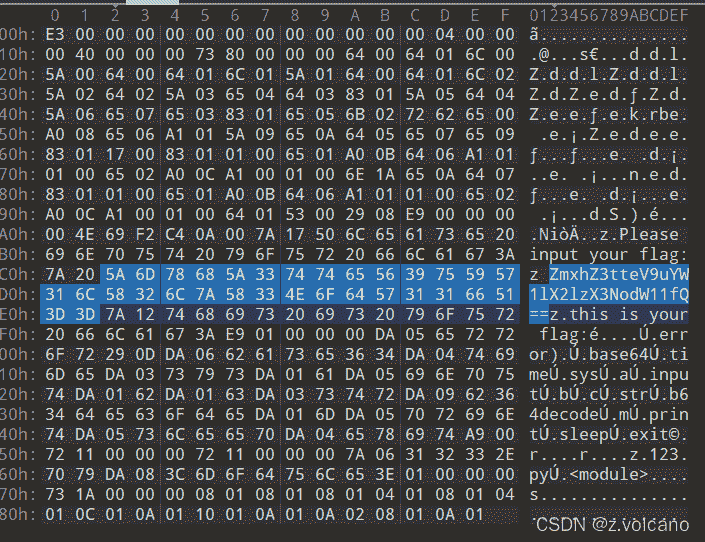 0 1 2 3 4 5 6 7 8 9 A B C D E F 0123456789ABCDEF
00h: E3 00 00 00 00 00 00 00 00 00 00 00 00 04 00 00 ã...............
10h: 00 40 00 00 00 73 80 00 00 00 64 00 64 01 6C 00 .@...s€...d.d.l.
20h: 5A 00 64 00 64 01 6C 01 5A 01 64 00 64 01 6C 02 Z.d.d.l.Z.d.d.l.
30h: 5A 02 64 02 5A 03 65 04 64 03 83 01 5A 05 64 04 Z.d.Z.e.d.ƒ.Z.d.
40h: 5A 06 65 07 65 03 83 01 65 05 6B 02 72 62 65 00 Z.e.e.ƒ.e.k.rbe.
50h: A0 08 65 06 A1 01 5A 09 65 0A 64 05 65 07 65 09 .e.¡.Z.e.d.e.e.
60h: 83 01 17 00 83 01 01 00 65 01 A0 0B 64 06 A1 01 ƒ...ƒ...e. .d.¡.
70h: 01 00 65 02 A0 0C A1 01 01 00 6E 1A 65 0A 64 07 ..e. .¡...n.e.d.
80h: 83 01 01 00 65 01 A0 0B 64 06 A1 01 01 00 65 02 ƒ...e. .d.¡...e.
90h: A0 0C A1 00 01 00 64 01 53 00 29 08 E9 00 00 00 .¡...d.S.).é...
A0h: 00 4E 69 F2 C4 0A 00 7A 17 50 6C 65 61 73 65 20 .NiòÄ..z.Please
B0h: 69 6E 70 75 74 20 79 6F 75 72 20 66 6C 61 67 3A input your flag:
C0h: 7A 20 5A 6D 78 68 5A 33 74 74 65 56 39 75 59 57 z ZmxhZ3tteV9uYW
D0h: 31 6C 58 32 6C 7A 58 33 4E 6F 64 57 31 31 66 51 1lX2lzX3NodW11fQ
E0h: 3D 3D 7A 12 74 68 69 73 20 69 73 20 79 6F 75 72 ==z.this is your
F0h: 20 66 6C 61 67 3A E9 01 00 00 00 DA 05 65 72 72 flag:é....Ú.err
00h: 6F 72 29 0D DA 06 62 61 73 65 36 34 DA 04 74 69 or).Ú.base64Ú.ti
10h: 6D 65 DA 03 73 79 73 DA 01 61 DA 05 69 6E 70 75 meÚ.sysÚ.aÚ.inpu
20h: 74 DA 01 62 DA 01 63 DA 03 73 74 72 DA 09 62 36 tÚ.bÚ.cÚ.strÚ.b6
30h: 34 64 65 63 6F 64 65 DA 01 6D DA 05 70 72 69 6E 4decodeÚ.mÚ.prin
40h: 74 DA 05 73 6C 65 65 70 DA 04 65 78 69 74 A9 00 tÚ.sleepÚ.exit©.
50h: 72 11 00 00 00 72 11 00 00 00 7A 06 31 32 33 2E r....r....z.123.
60h: 70 79 DA 08 3C 6D 6F 64 75 6C 65 3E 01 00 00 00 pyÚ.<module>....
70h: 73 1A 00 00 00 08 01 08 01 08 01 04 01 08 01 04 s...............
80h: 01 0C 01 0A 01 10 01 0A 01 0A 02 08 01 0A 01
CSDN @z.volcano